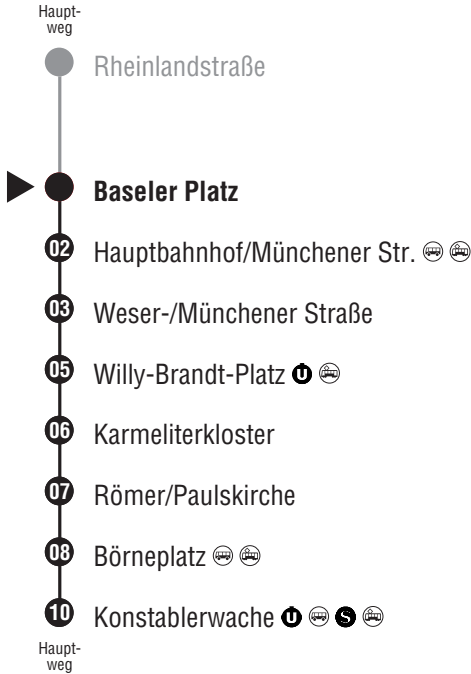 Haupt-
weg
Rheinlandstraße
Baseler Platz
02 Hauptbahnhof/Münchener Str.
03 Weser-/Münchener Straße
05 Willy-Brandt-Platz U
06 Karmeliterkloster
07 Römer/Paulskirche
08 Börneplatz
10 Konstablerwache U S
Haupt-
weg